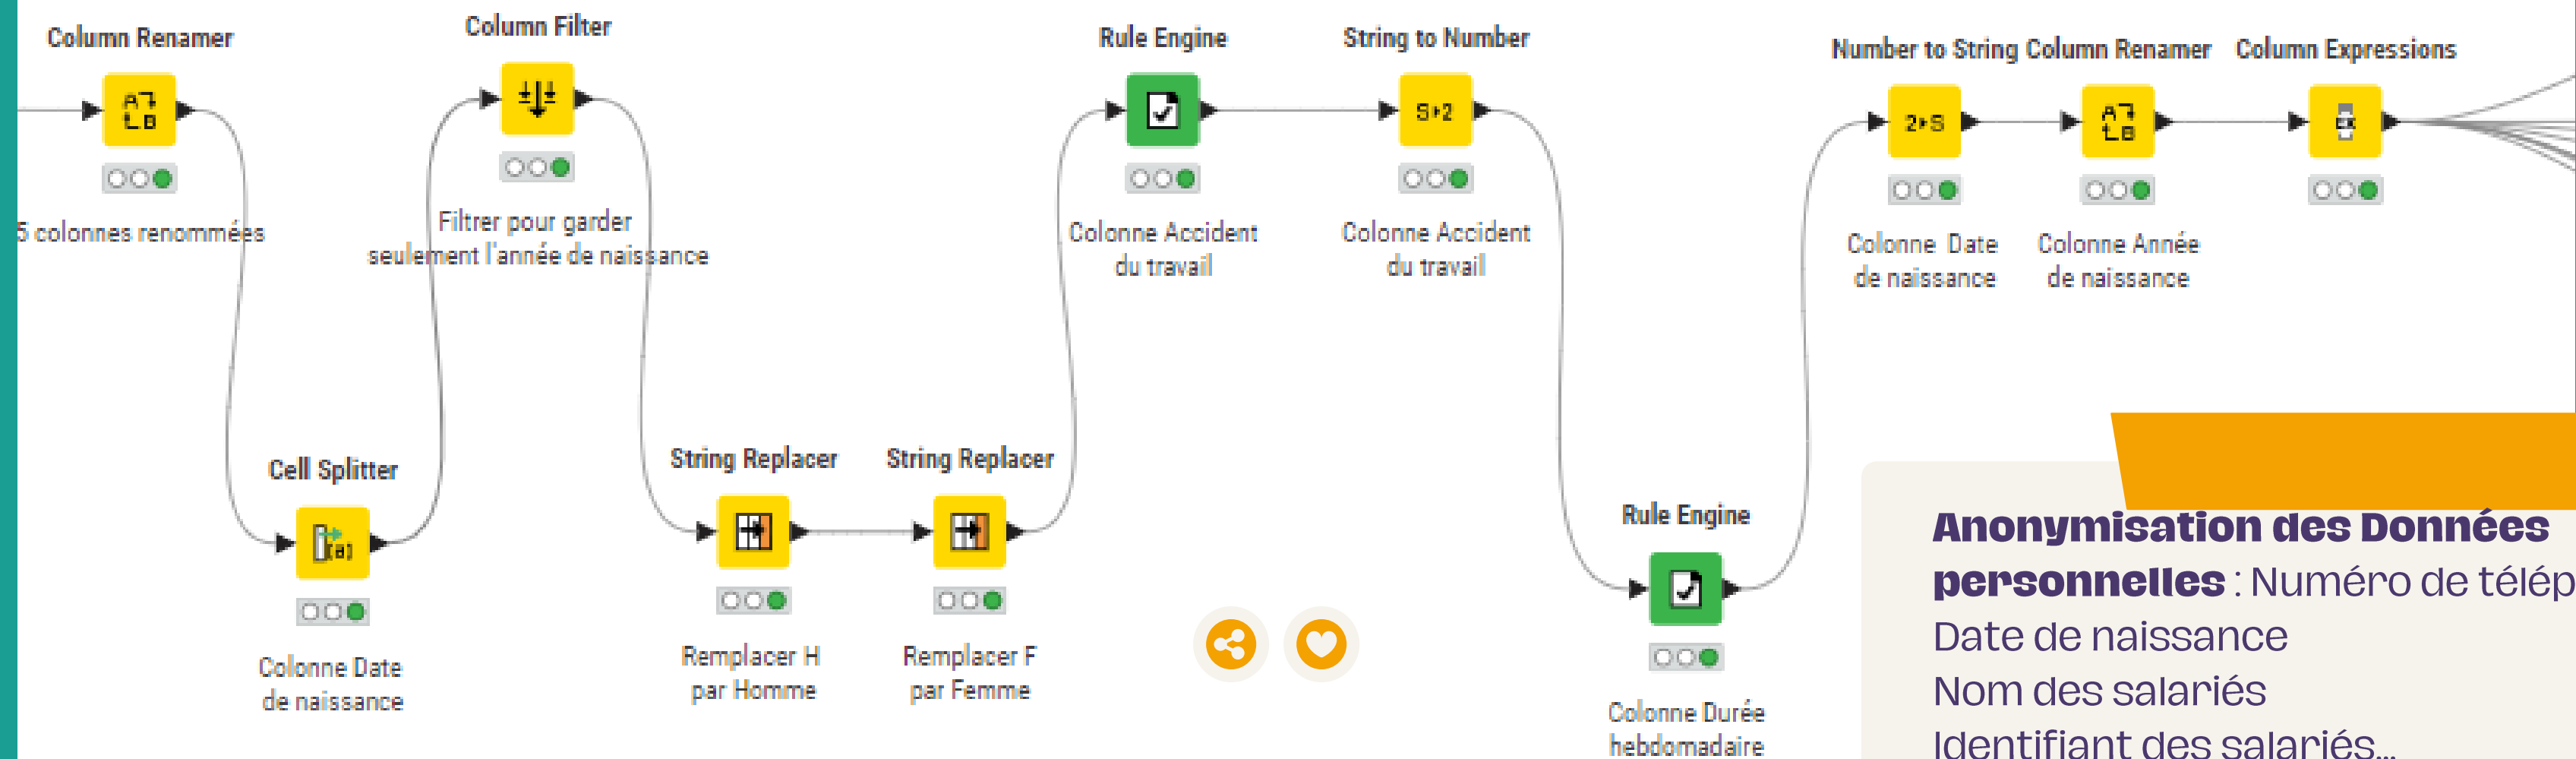 Column Renamer
5 colonnes renommées
Cell Splitter
Colonne Date
de naissance
Column Filter
Filtrer pour garder
seulement l'année de naissance
String Replacer
Remplacer H
par Homme
String Replacer
Remplacer F
par Femme
Rule Engine
Colonne Accident
du travail
String to Number
S▸2
Colonne Accident
du travail
Rule Engine
Colonne Durée
hebdomadaire
Number to String
2▸S
Colonne Date
de naissance
Column Renamer
Colonne Année
de naissance
Column Expressions
Anonymisation des Données
personnelles : Numéro de télép
Date de naissance
Nom des salariés
Identifiant des salariés...